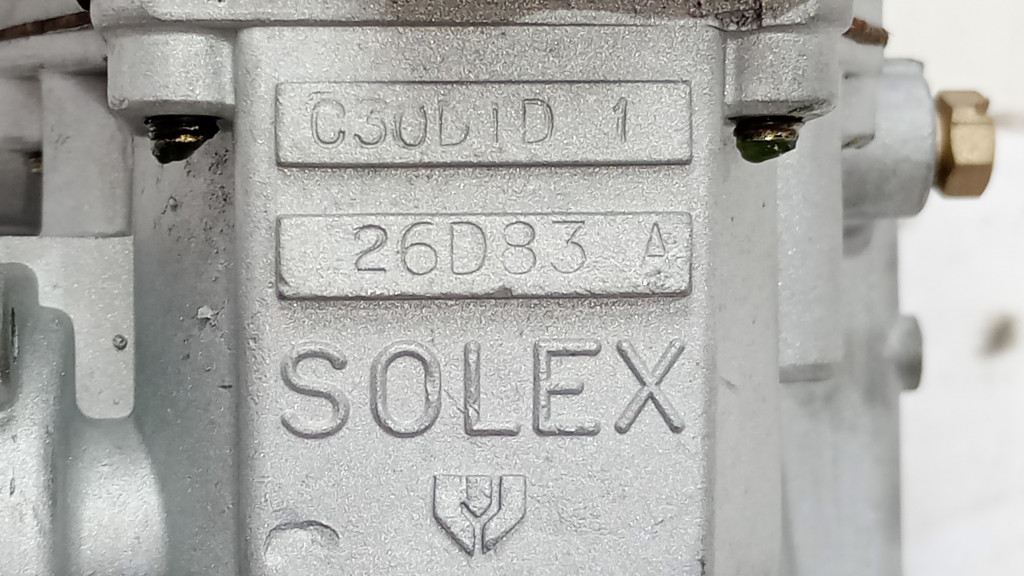 C30DID 1
26D83 A
SOLEX